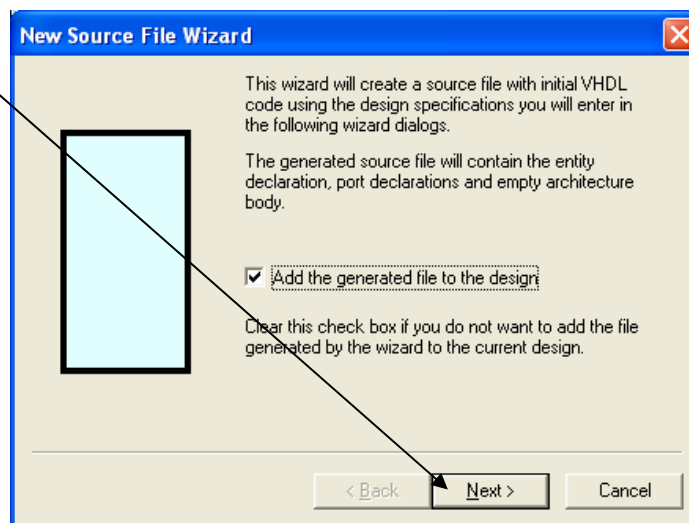 New Source File Wizard
This wizard will create a source file with initial VHDL
code using the design specifications you will enter in
the following wizard dialogs.
The generated source file will contain the entity
declaration, port declarations and empty architecture
body.
Add the generated file to the design
Clear this check box if you do not want to add the file
generated by the wizard to the current design.
< Back
Next >
Cancel